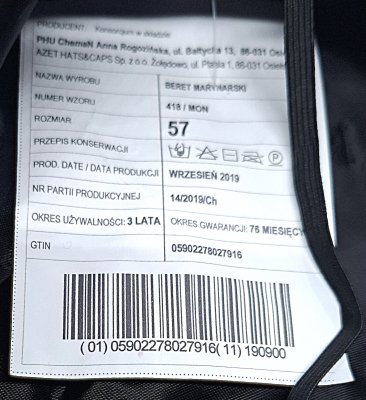 PRODUCENT: Konsorcjum w składzie
PHU ChemaN Anna Rogozińska, ul. Bałtycka 13, 86-031 Osiel
AZET HATS&CAPS Sp. z o.o. Żołędowo, ul. Ptasia 1, 86-031 Osiel
NAZWA WYROBU BERET MARYNARSKI
NUMER WZORU 418 / MON
ROZMIAR 57
PRZEPIS KONSERWACJI P
PROD. DATE / DATA PRODUKCJI WRZESIEŃ 2019
NR PARTII PRODUKCYJNEJ 14/2019/Ch
OKRES UŻYWALNOŚCI: 3 LATA OKRES GWARANCJI: 76 MIESIĘCY
GTIN 05902278027916
(01) 05902278027916(11) 190900